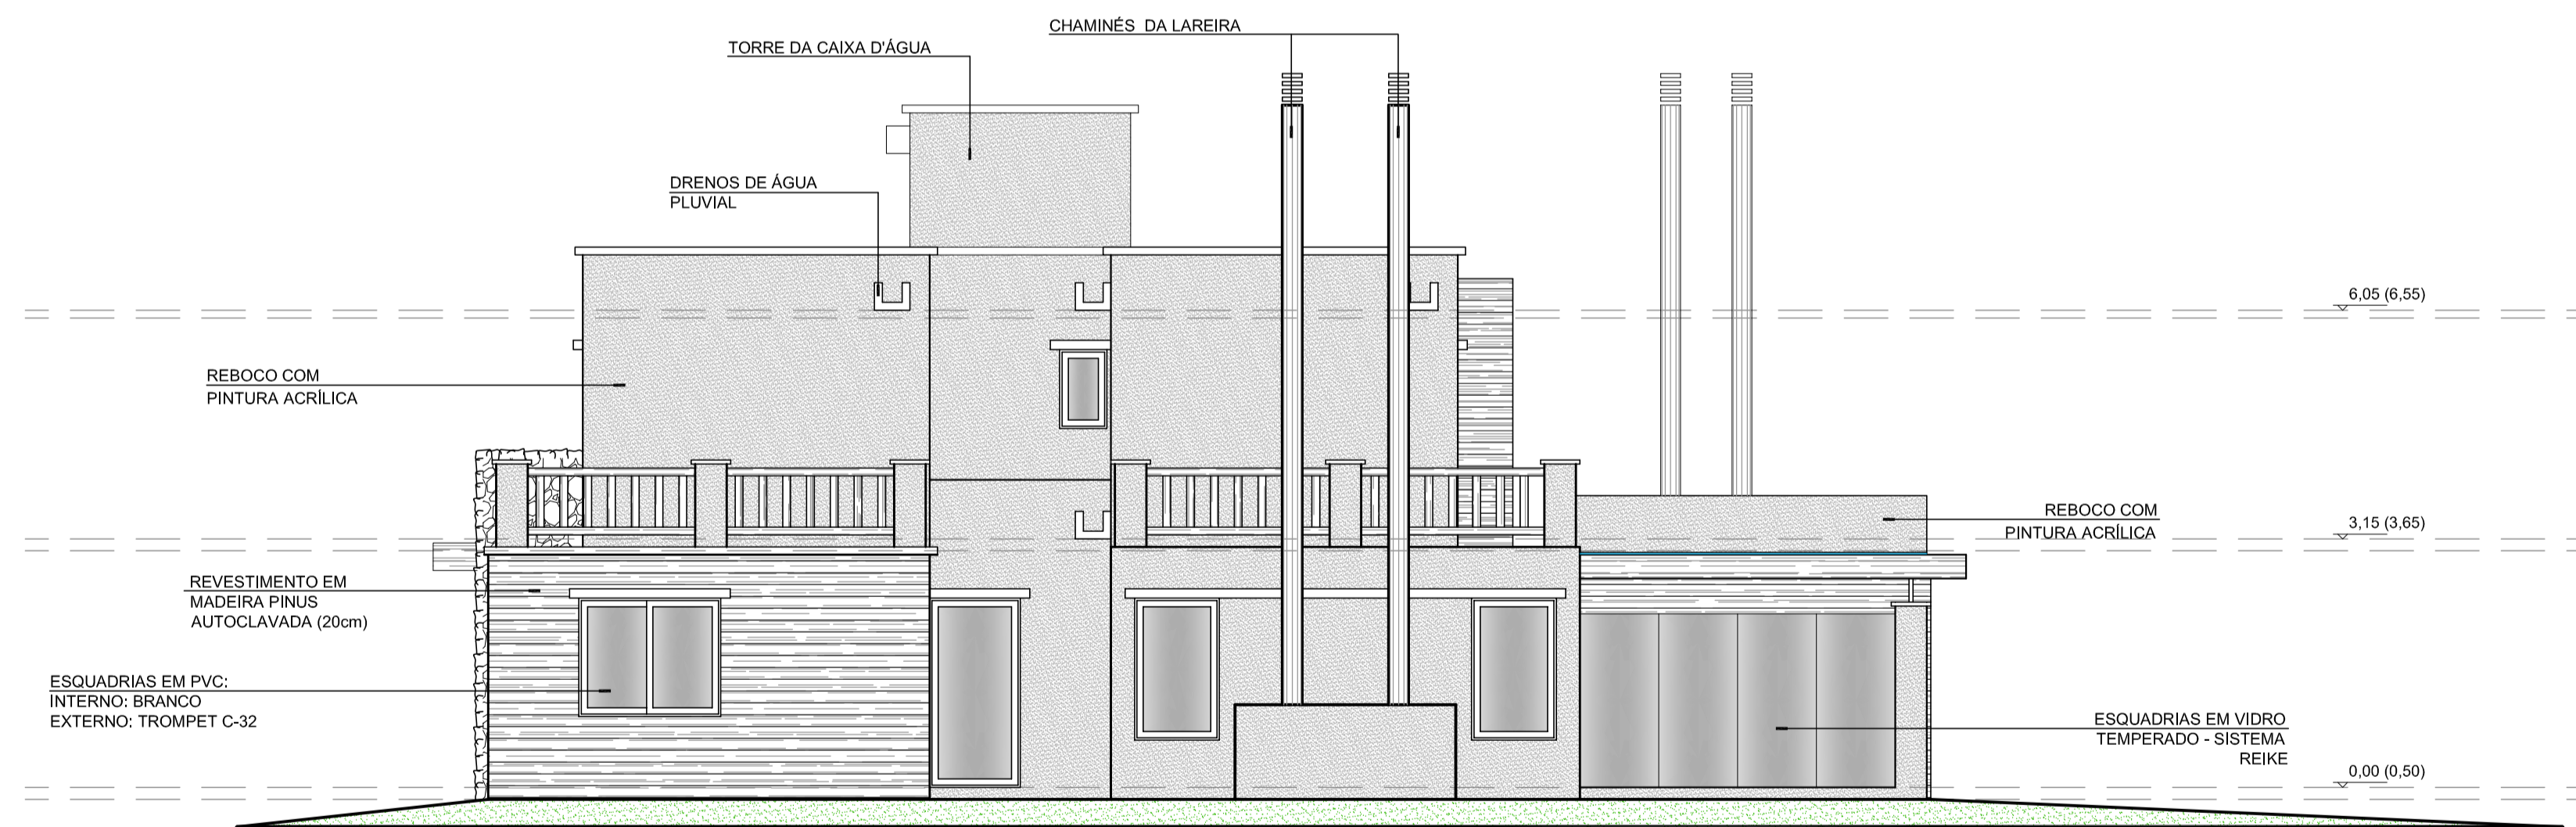 CHAMINÉS DA LAREIRA
TORRE DA CAIXA D'ÁGUA
DRENOS DE ÁGUA
PLUVIAL
6,05 (6,55)
REBOCO COM
PINTURA ACRÍLICA
REBOCO COM
PINTURA ACRÍLICA
3,15 (3,65)
REVESTIMENTO EM
MADEIRA PINUS
AUTOCLAVADA (20cm)
ESQUADRIAS EM PVC:
INTERNO: BRANCO
EXTERNO: TROMPET C-32
ESQUADRIAS EM VIDRO
TEMPERADO - SISTEMA
REIKE
0,00 (0,50)